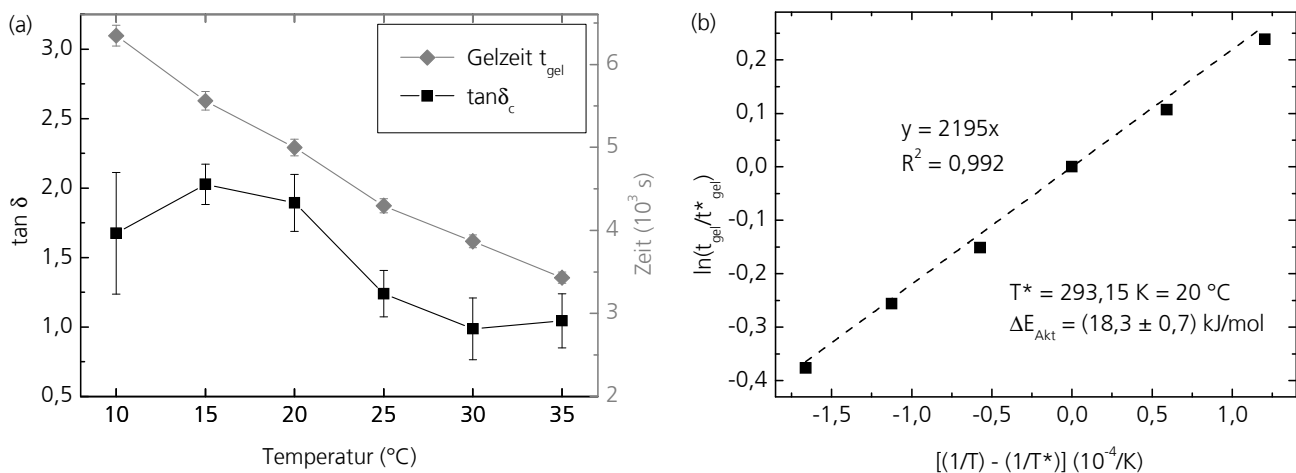 (a)
3,0
2,5
2,0
1,5
1,0
0,5
tan δ
10
15
20
25
30
35
Temperatur (°C)
6
5
4
3
2
Zeit (10³ s)
Gelzeit t_gel
tanδ_c
(b)
0,2
0,1
0,0
-0,1
-0,2
-0,3
-0,4
ln(t_gel/t*_gel)
y = 2195x
R² = 0,992
T* = 293,15 K = 20 °C
ΔE_Akt = (18,3 ± 0,7) kJ/mol
-1,5
-1,0
-0,5
0,0
0,5
1,0
[(1/T) - (1/T*)] (10⁻⁴/K)